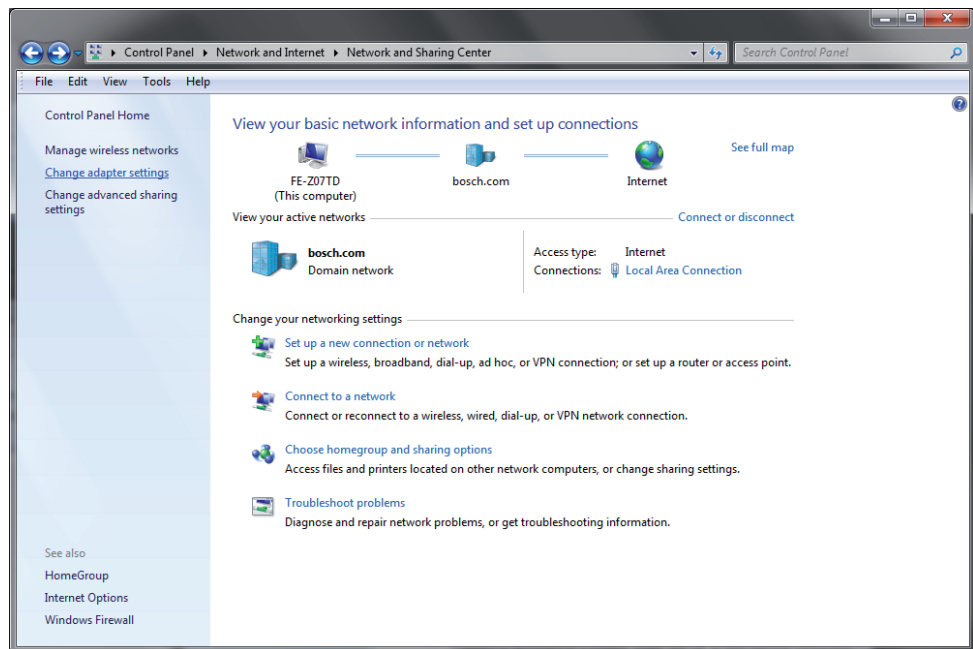 Control Panel ▸ Network and Internet ▸ Network and Sharing Center
Search Control Panel
File Edit View Tools Help
Control Panel Home
Manage wireless networks
Change adapter settings
Change advanced sharing
settings
See also
HomeGroup
Internet Options
Windows Firewall
View your basic network information and set up connections
See full map
FE-Z07TD
(This computer)
bosch.com
Internet
View your active networks
Connect or disconnect
bosch.com
Domain network
Access type: Internet
Connections: Local Area Connection
Change your networking settings
Set up a new connection or network
Set up a wireless, broadband, dial-up, ad hoc, or VPN connection; or set up a router or access point.
Connect to a network
Connect or reconnect to a wireless, wired, dial-up, or VPN network connection.
Choose homegroup and sharing options
Access files and printers located on other network computers, or change sharing settings.
Troubleshoot problems
Diagnose and repair network problems, or get troubleshooting information.